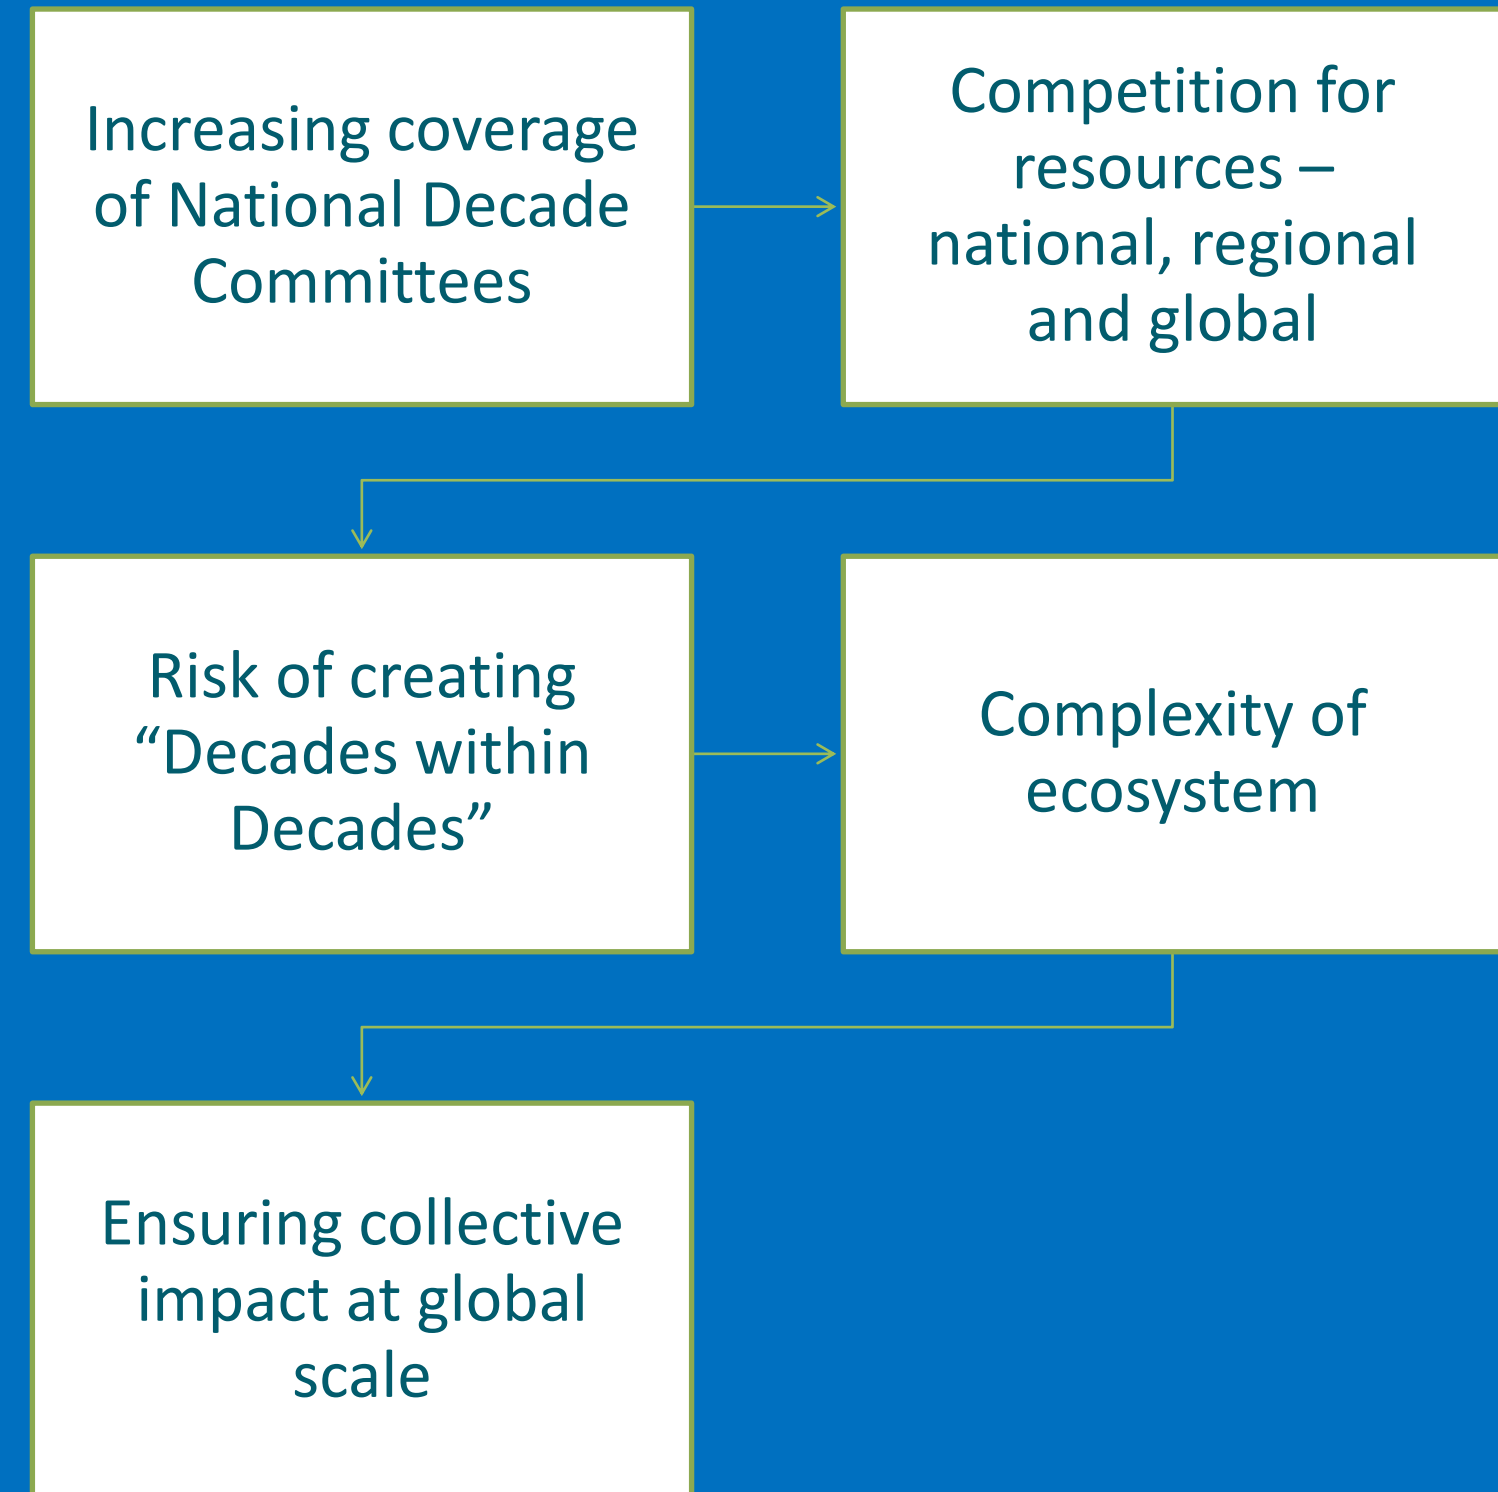 Increasing coverage
of National Decade
Committees
Competition for
resources –
national, regional
and global
Risk of creating
“Decades within
Decades”
Complexity of
ecosystem
Ensuring collective
impact at global
scale